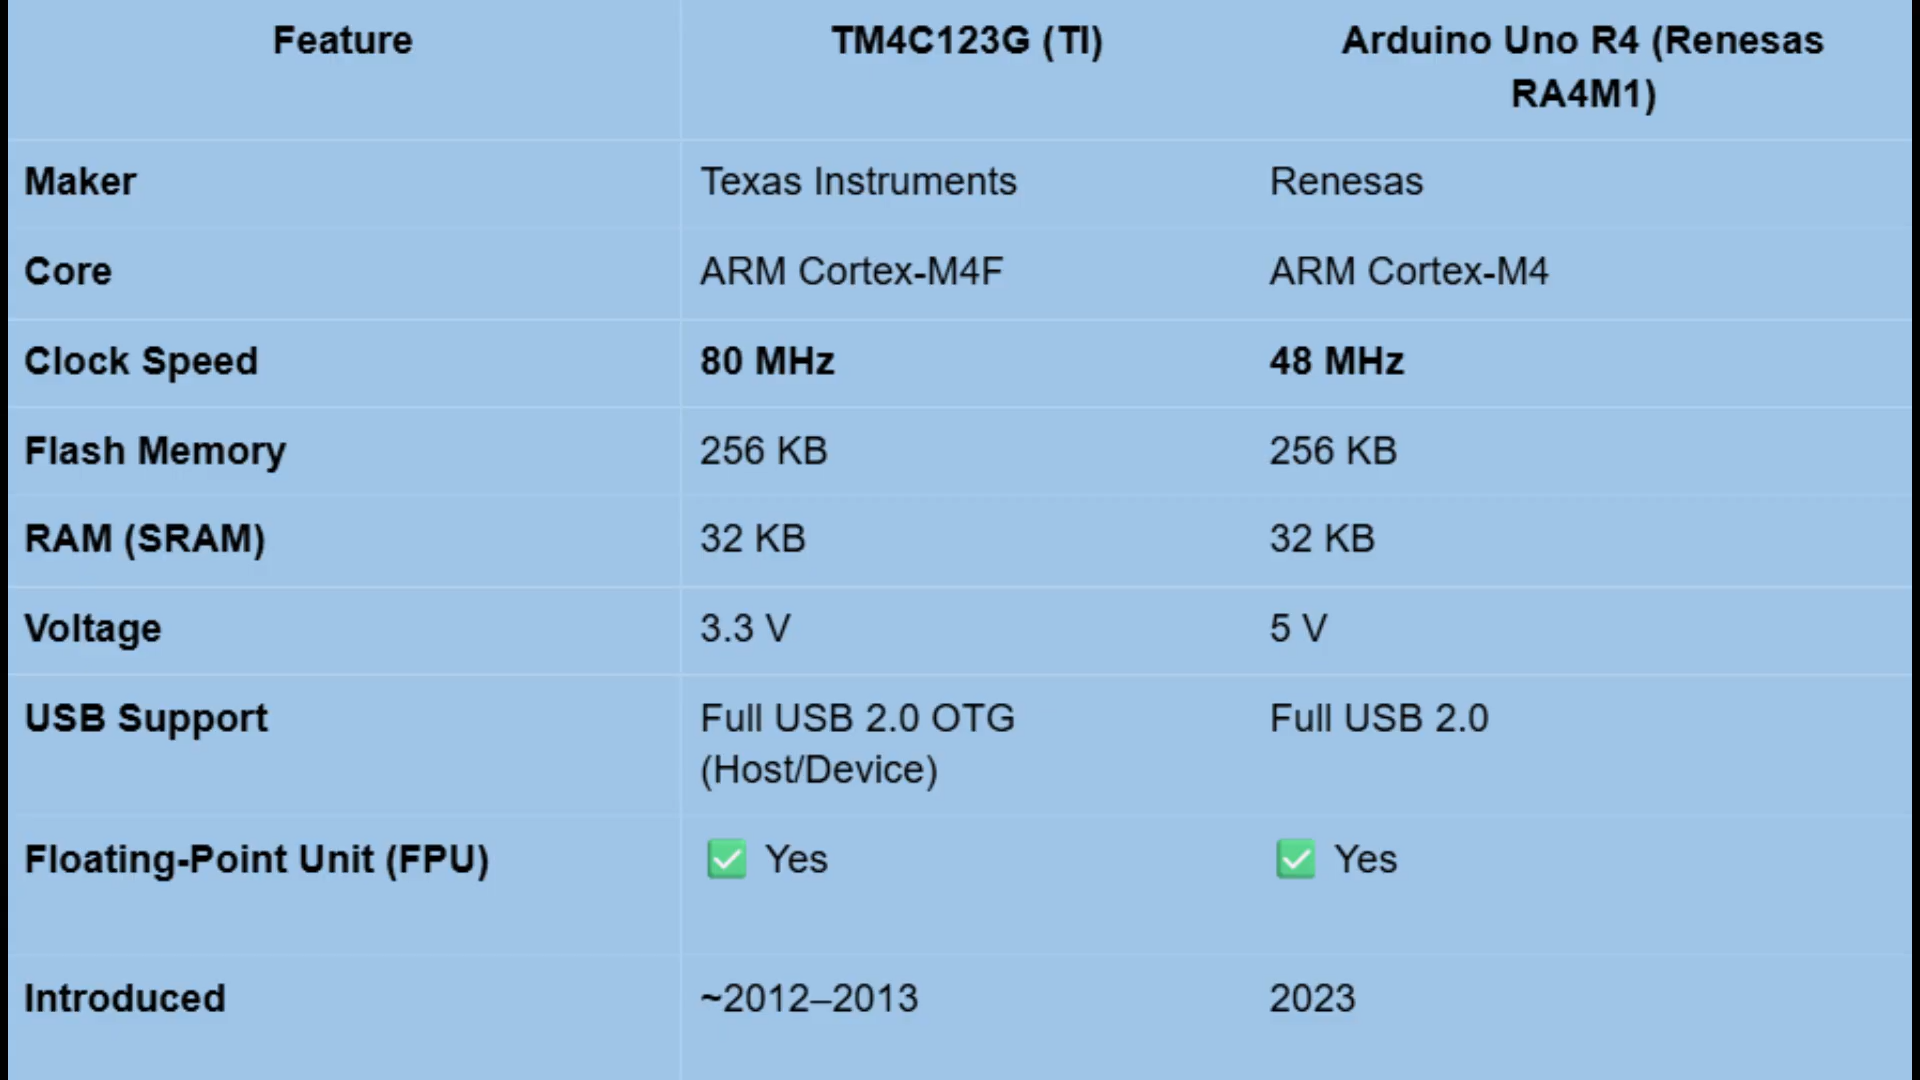 Feature TM4C123G (TI) Arduino Uno R4 (Renesas
RA4M1)
Maker Texas Instruments Renesas
Core ARM Cortex-M4F ARM Cortex-M4
Clock Speed 80 MHz 48 MHz
Flash Memory 256 KB 256 KB
RAM (SRAM) 32 KB 32 KB
Voltage 3.3 V 5 V
USB Support Full USB 2.0 OTG Full USB 2.0
(Host/Device)
Floating-Point Unit (FPU) ✅ Yes ✅ Yes
Introduced ~2012–2013 2023